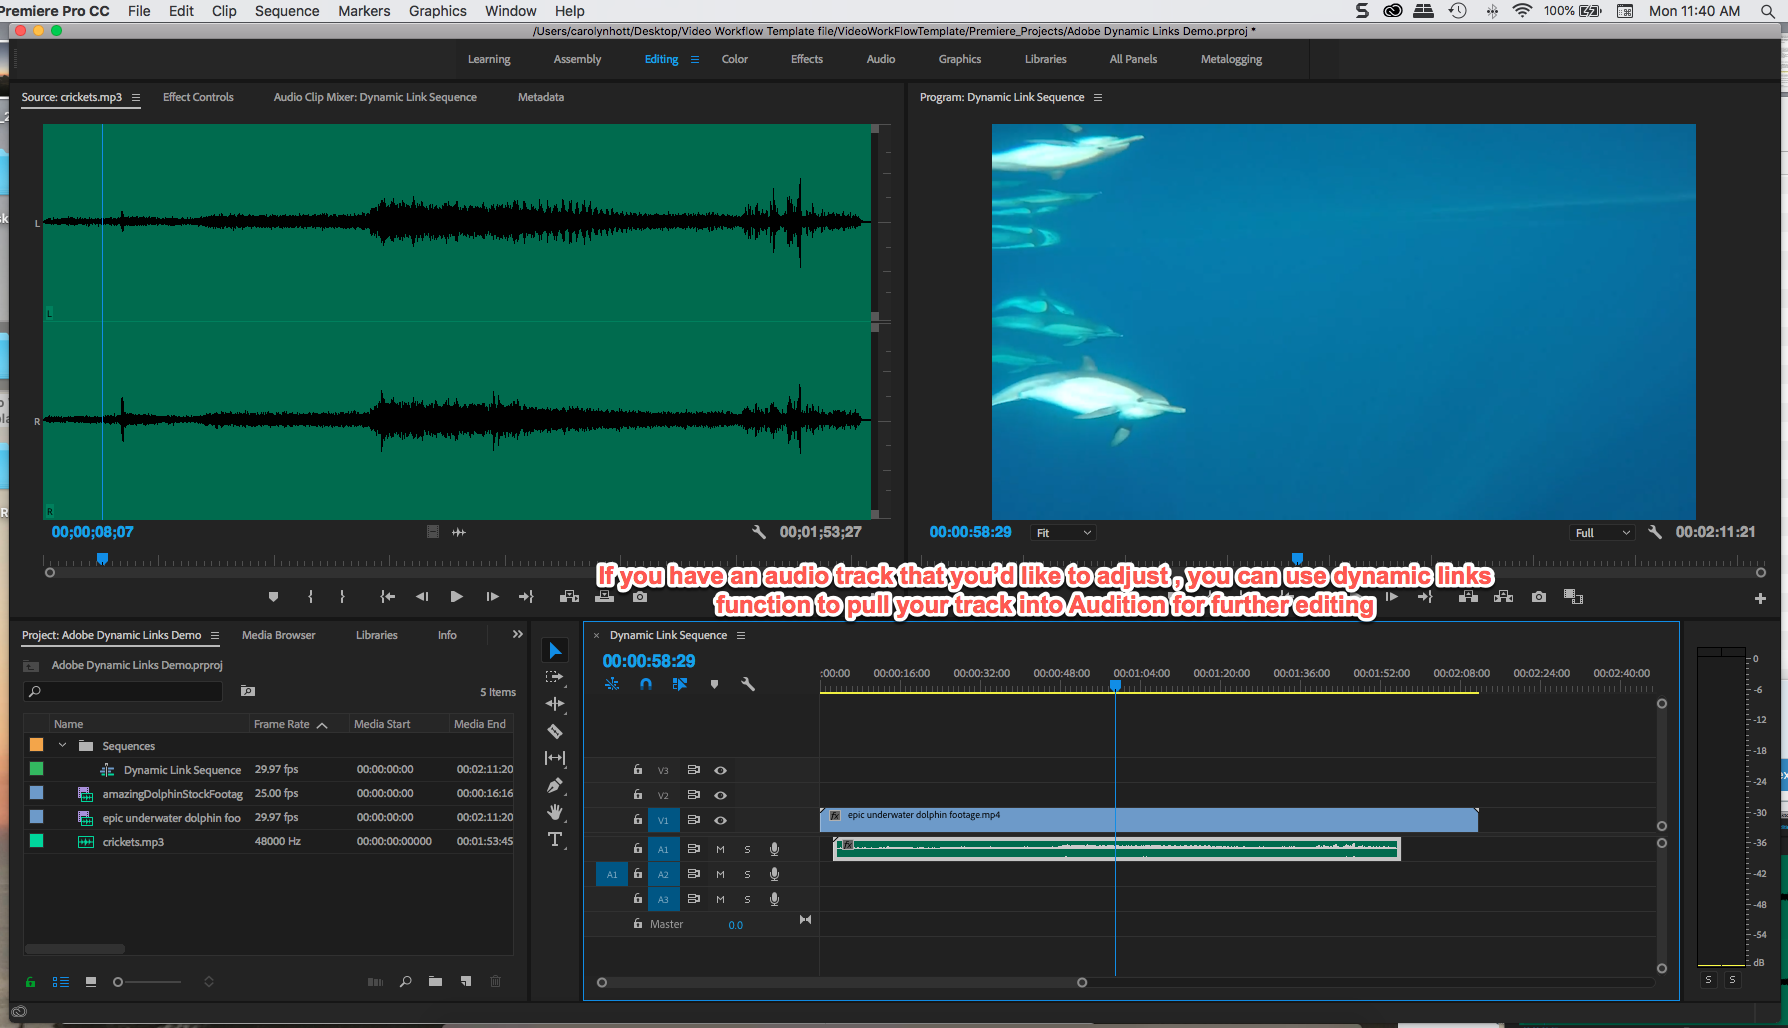 Premiere Pro CC File Edit Clip Sequence Markers Graphics Window Help 100% Mon 11:40 AM
/Users/carolynhott/Desktop/Video Workflow Template file/VideoWorkFlowTemplate/Premiere_Projects/Adobe Dynamic Links Demo.prproj *
Learning Assembly Editing Color Effects Audio Graphics Libraries All Panels Metalogging
Source: crickets.mp3 Effect Controls Audio Clip Mixer: Dynamic Link Sequence Metadata
Program: Dynamic Link Sequence
L
L
R
R
00;00;08;07 00;01;53;27
00:00:58:29 Fit Full 00:02:11:21
If you have an audio track that you'd like to adjust , you can use dynamic links
function to pull your track into Audition for further editing
Project: Adobe Dynamic Links Demo Media Browser Libraries Info
Adobe Dynamic Links Demo.prproj
5 Items
Name Frame Rate Media Start Media End
Sequences
Dynamic Link Sequence 29.97 fps 00:00:00:00 00:02:11:20
amazingDolphinStockFootag 25.00 fps 00:00:00:00 00:00:16:16
epic underwater dolphin foo 29.97 fps 00:00:00:00 00:02:11:20
crickets.mp3 48000 Hz 00:00:00:00000 00:01:53:45
× Dynamic Link Sequence
00:00:58:29
:00:00 00:00:16:00 00:00:32:00 00:00:48:00 00:01:04:00 00:01:20:00 00:01:36:00 00:01:52:00 00:02:08:00 00:02:24:00 00:02:40:00
V3
V2
V1 fx epic underwater dolphin footage.mp4
A1 M S fx
A1 A2 M S
A3 M S
Master 0.0
0
-6
-12
-18
-24
-30
-36
-42
-48
-54
dB
S S